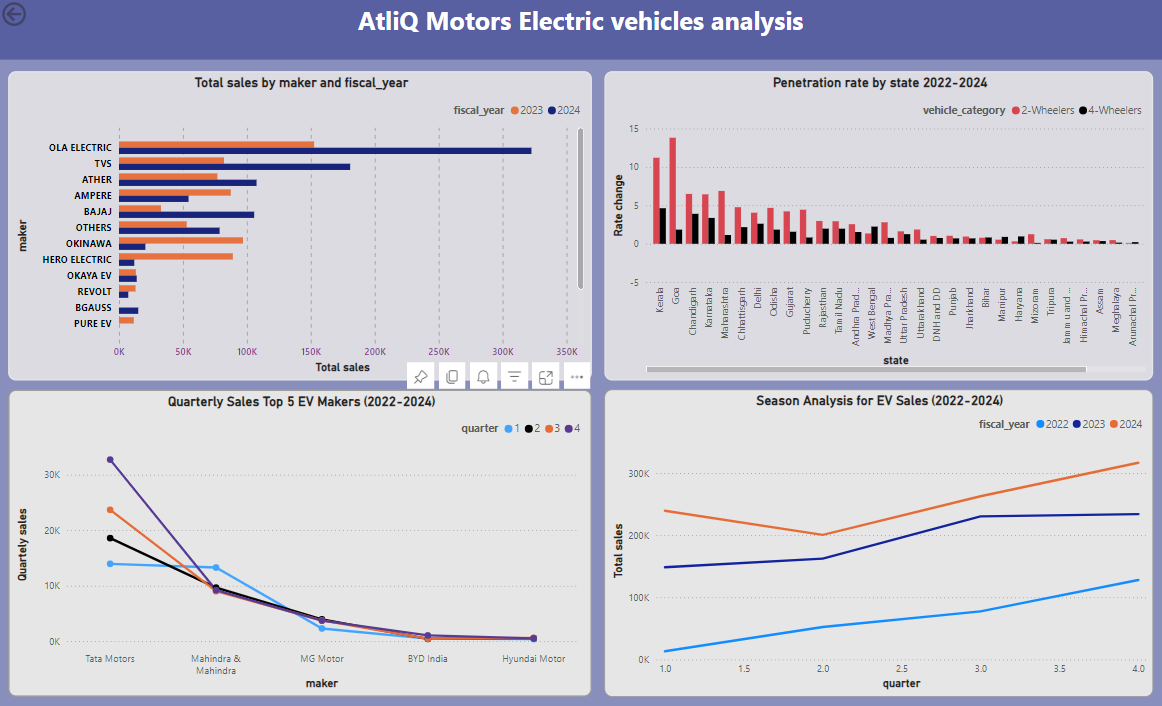 AtliQ Motors Electric vehicles analysis
Total sales by maker and fiscal_year
fiscal_year 2023 2024
maker
OLA ELECTRIC
TVS
ATHER
AMPERE
BAJAJ
OTHERS
OKINAWA
HERO ELECTRIC
OKAYA EV
REVOLT
BGAUSS
PURE EV
0K 50K 100K 150K 200K 250K 300K 350K
Total sales
Penetration rate by state 2022-2024
vehicle_category 2-Wheelers 4-Wheelers
Rate change
15
10
5
0
-5
Kerala
Goa
Chandigarh
Karnataka
Maharashtra
Chhattisgarh
Delhi
Odisha
Gujarat
Puducherry
Rajasthan
Tamil Nadu
Andhra Prad...
West Bengal
Madhya Pra...
Uttar Pradesh
Uttarakhand
DNH and DD
Punjab
Jharkhand
Bihar
Manipur
Haryana
Mizoram
Tripura
Jammu and ...
Himachal Pr...
Assam
Meghalaya
Arunachal Pr...
state
Quarterly Sales Top 5 EV Makers (2022-2024)
quarter 1 2 3 4
Quartely sales
30K
20K
10K
0K
Tata Motors
Mahindra &
Mahindra
MG Motor
BYD India
Hyundai Motor
maker
Season Analysis for EV Sales (2022-2024)
fiscal_year 2022 2023 2024
Total sales
300K
200K
100K
0K
1.0 1.5 2.0 2.5 3.0 3.5 4.0
quarter